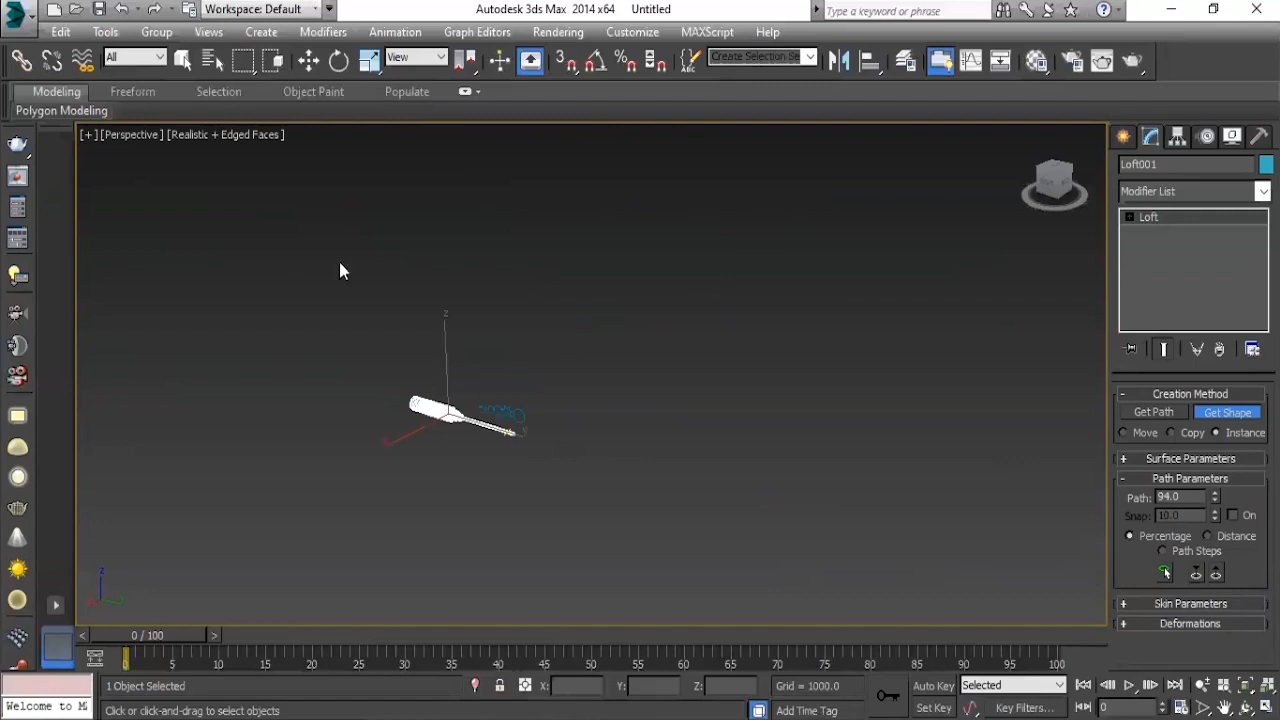 Workspace: Default
Autodesk 3ds Max 2014 x64 Untitled
Type a keyword or phrase
Edit Tools Group Views Create Modifiers Animation Graph Editors Rendering Customize MAXScript Help
All
View
Create Selection Se
Modeling Freeform Selection Object Paint Populate
Polygon Modeling
[+] [Perspective] [Realistic + Edged Faces]
Loft001
Modifier List
Loft
z
Creation Method
Get Path Get Shape
Move Copy Instance
Surface Parameters
Path Parameters
Path: 94.0
Snap: 10.0 On
Percentage Distance
Path Steps
Skin Parameters
Deformations
z
< 0 / 100 >
0 5 10 15 20 25 30 35 40 45 50 55 60 65 70 75 80 85 90 95 100
1 Object Selected X: Y: Z: Grid = 1000.0 Auto Key Selected
Welcome to M
Click or click-and-drag to select objects Add Time Tag Set Key Key Filters... 0